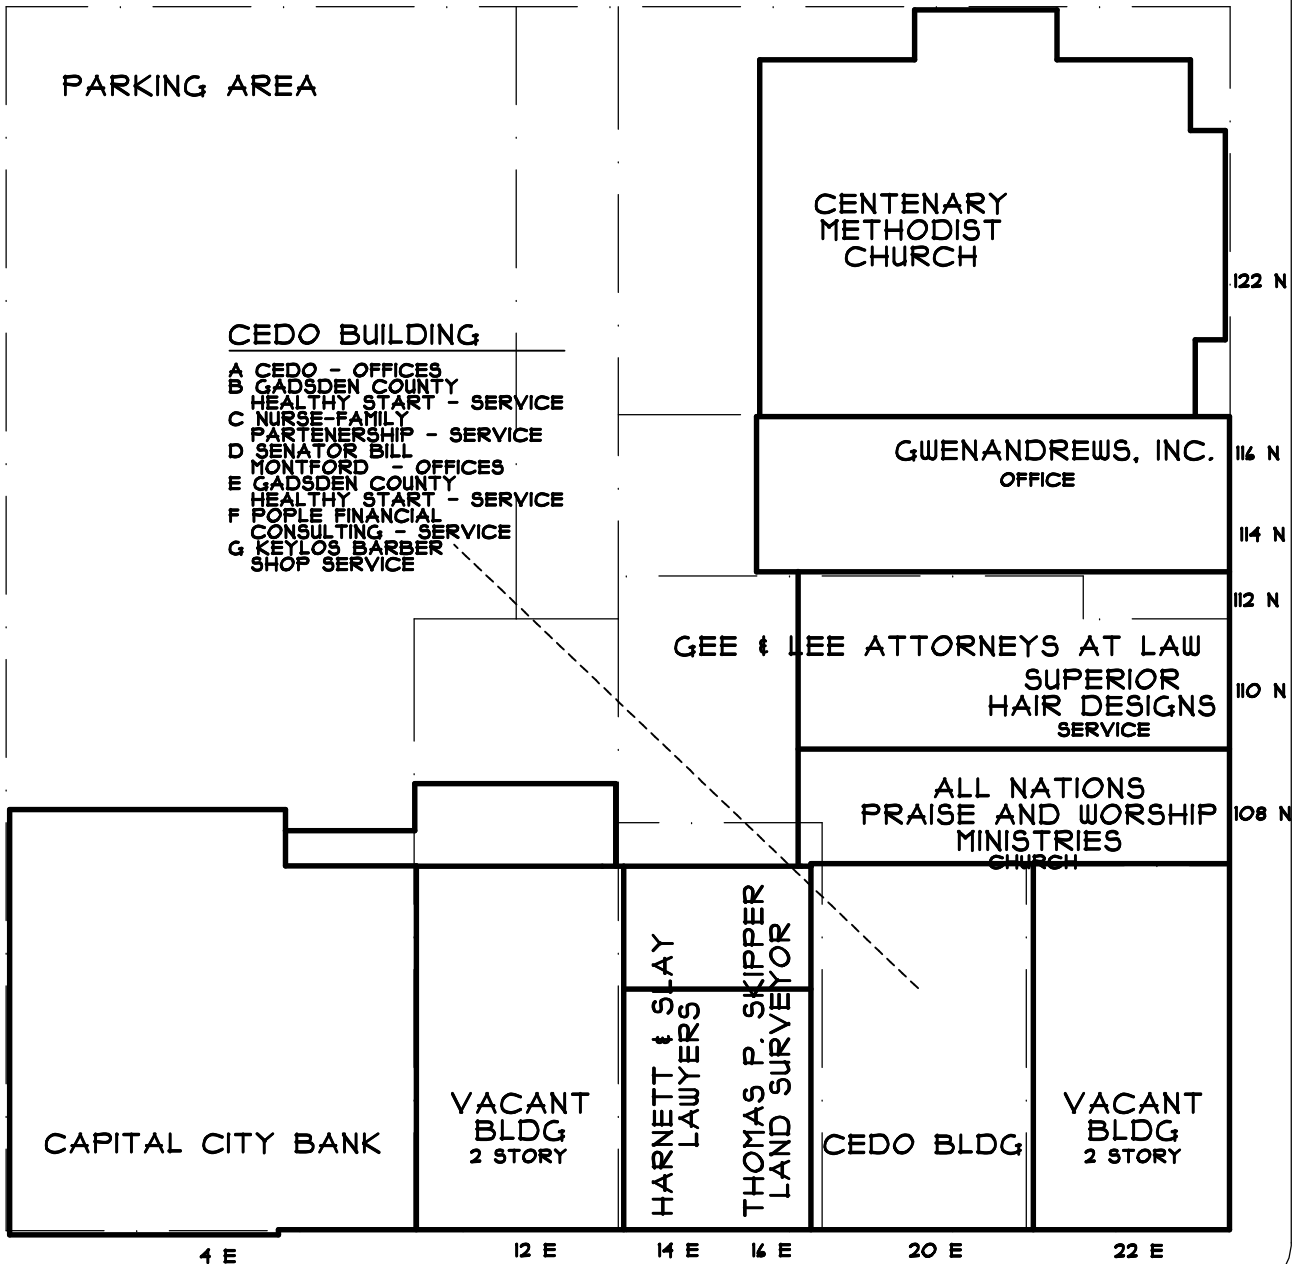 PARKING AREA
CENTENARY
METHODIST
CHURCH
122 N
CEDO BUILDING
A CEDO - OFFICES
B GADSDEN COUNTY
HEALTHY START - SERVICE
C NURSE-FAMILY
PARTENERSHIP - SERVICE
D SENATOR BILL
MONTFORD - OFFICES
E GADSDEN COUNTY
HEALTHY START - SERVICE
F POPLE FINANCIAL
CONSULTING - SERVICE
G KEYLOS BARBER
SHOP SERVICE
GWENANDREWS, INC.
OFFICE
116 N
114 N
112 N
GEE & LEE ATTORNEYS AT LAW
SUPERIOR
HAIR DESIGNS
SERVICE
110 N
ALL NATIONS
PRAISE AND WORSHIP
MINISTRIES
CHURCH
108 N
CAPITAL CITY BANK
VACANT
BLDG
2 STORY
HARNETT & SLAY
LAWYERS
THOMAS P. SKIPPER
LAND SURVEYOR
CEDO BLDG
VACANT
BLDG
2 STORY
4 E
12 E
14 E
16 E
20 E
22 E